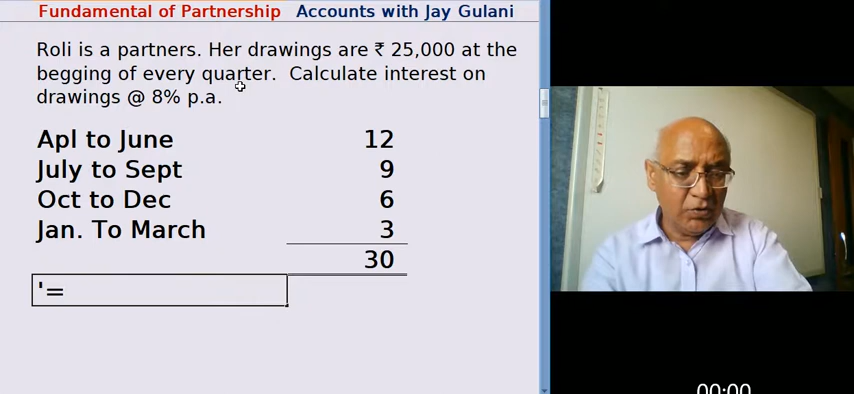 Fundamental of Partnership Accounts with Jay Gulani
Roli is a partners. Her drawings are ₹ 25,000 at the
begging of every quarter. Calculate interest on
drawings @ 8% p.a.
Apl to June 12
July to Sept 9
Oct to Dec 6
Jan. To March 3
30
'=
00:00